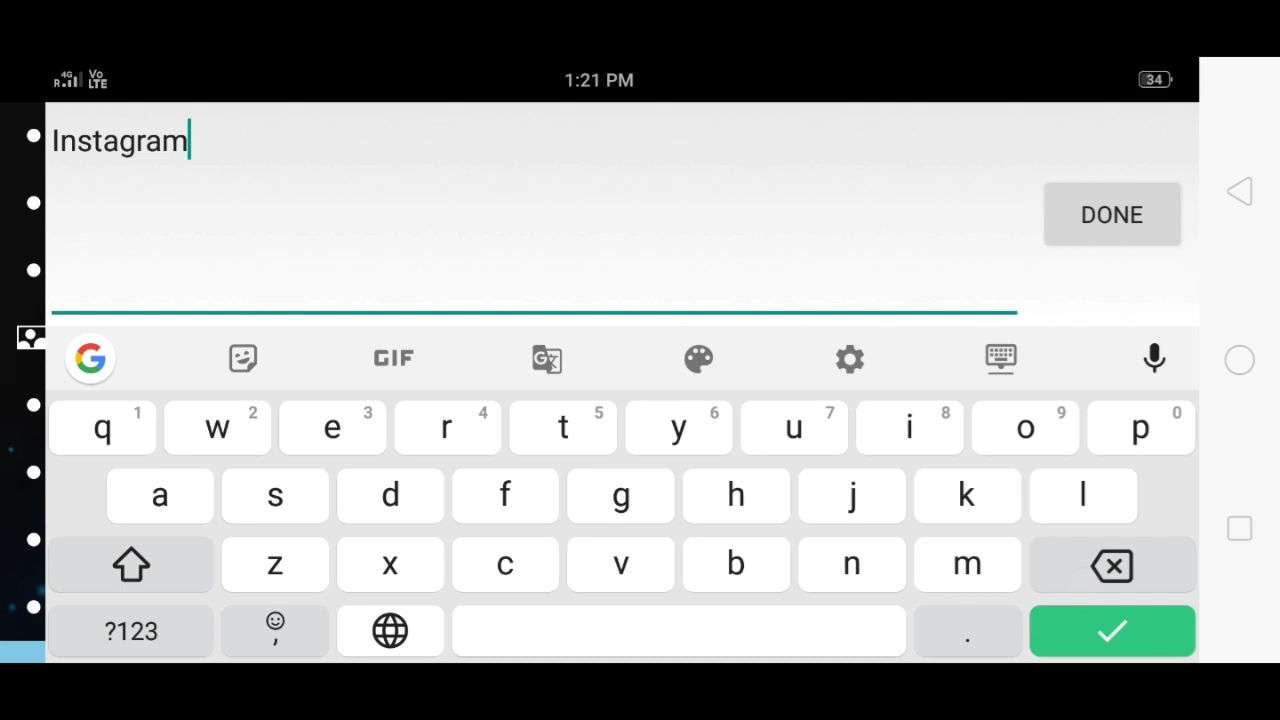 R 4G Vo LTE 1:21 PM 34
Instagram
DONE
G GIF G
q 1 w 2 e 3 r 4 t 5 y 6 u 7 i 8 o 9 p 0
a s d f g h j k l
z x c v b n m
?123 , .